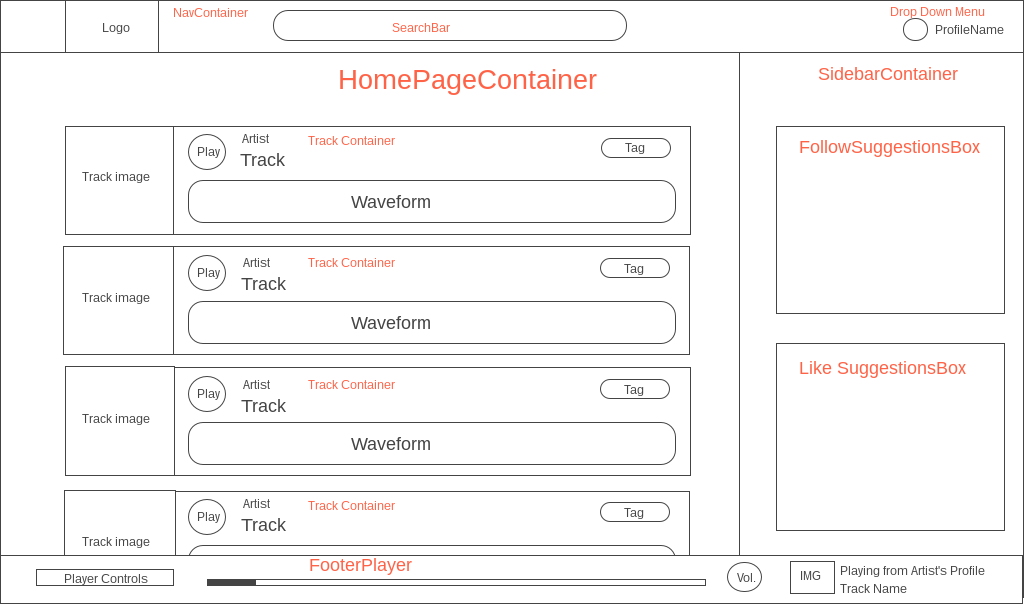 Logo
NavContainer
SearchBar
Drop Down Menu
ProfileName
HomePageContainer
SidebarContainer
Track image
Play
Artist
Track
Track Container
Tag
Waveform
Track image
Play
Artist
Track
Track Container
Tag
Waveform
Track image
Play
Artist
Track
Track Container
Tag
Waveform
Track image
Play
Artist
Track
Track Container
Tag
FollowSuggestionsBox
Like SuggestionsBox
Player Controls
FooterPlayer
Vol.
IMG
Playing from Artist's Profile
Track Name